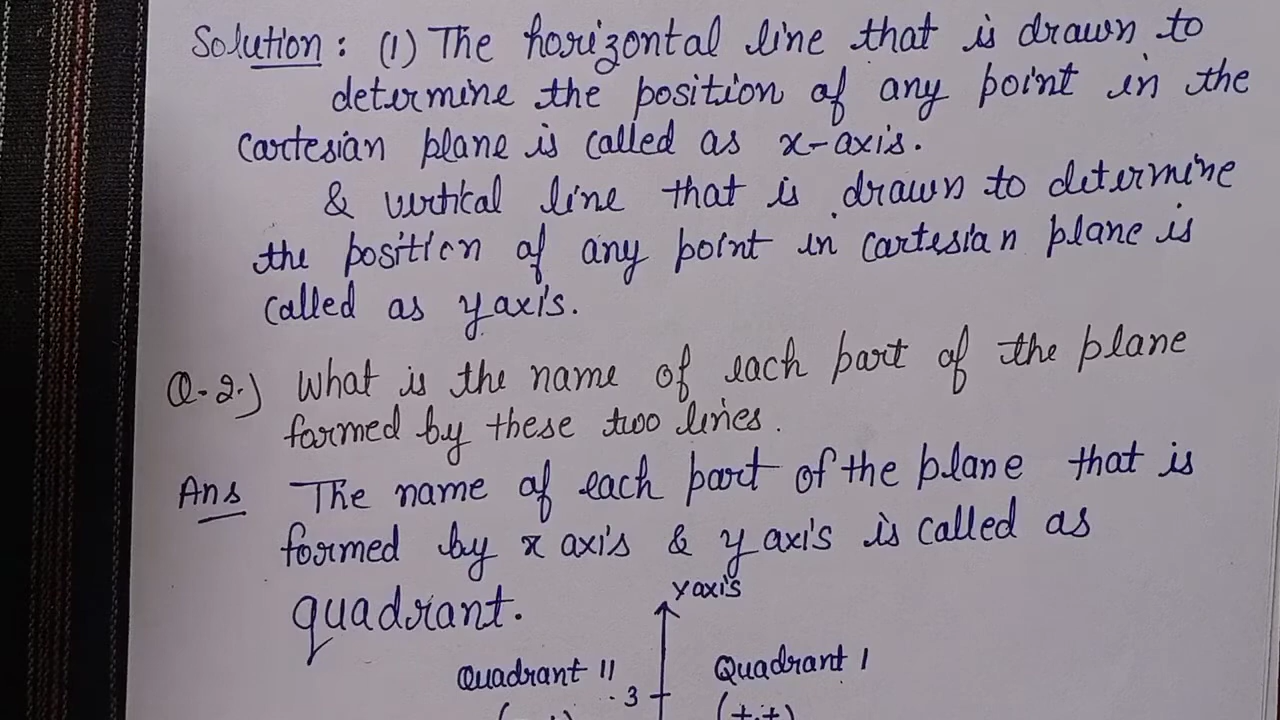 Solution: (1) The horizontal line that is drawn to
determine the position of any point in the
cartesian plane is called as x-axis.
& vertical line that is drawn to determine
the position of any point in cartesian plane is
called as y axis.
Q-2.) What is the name of each part of the plane
formed by these two lines.
Ans The name of each part of the plane that is
formed by x axis & y axis is called as
quadrant.
Y axis
Quadrant II Quadrant I
3
(+,+)